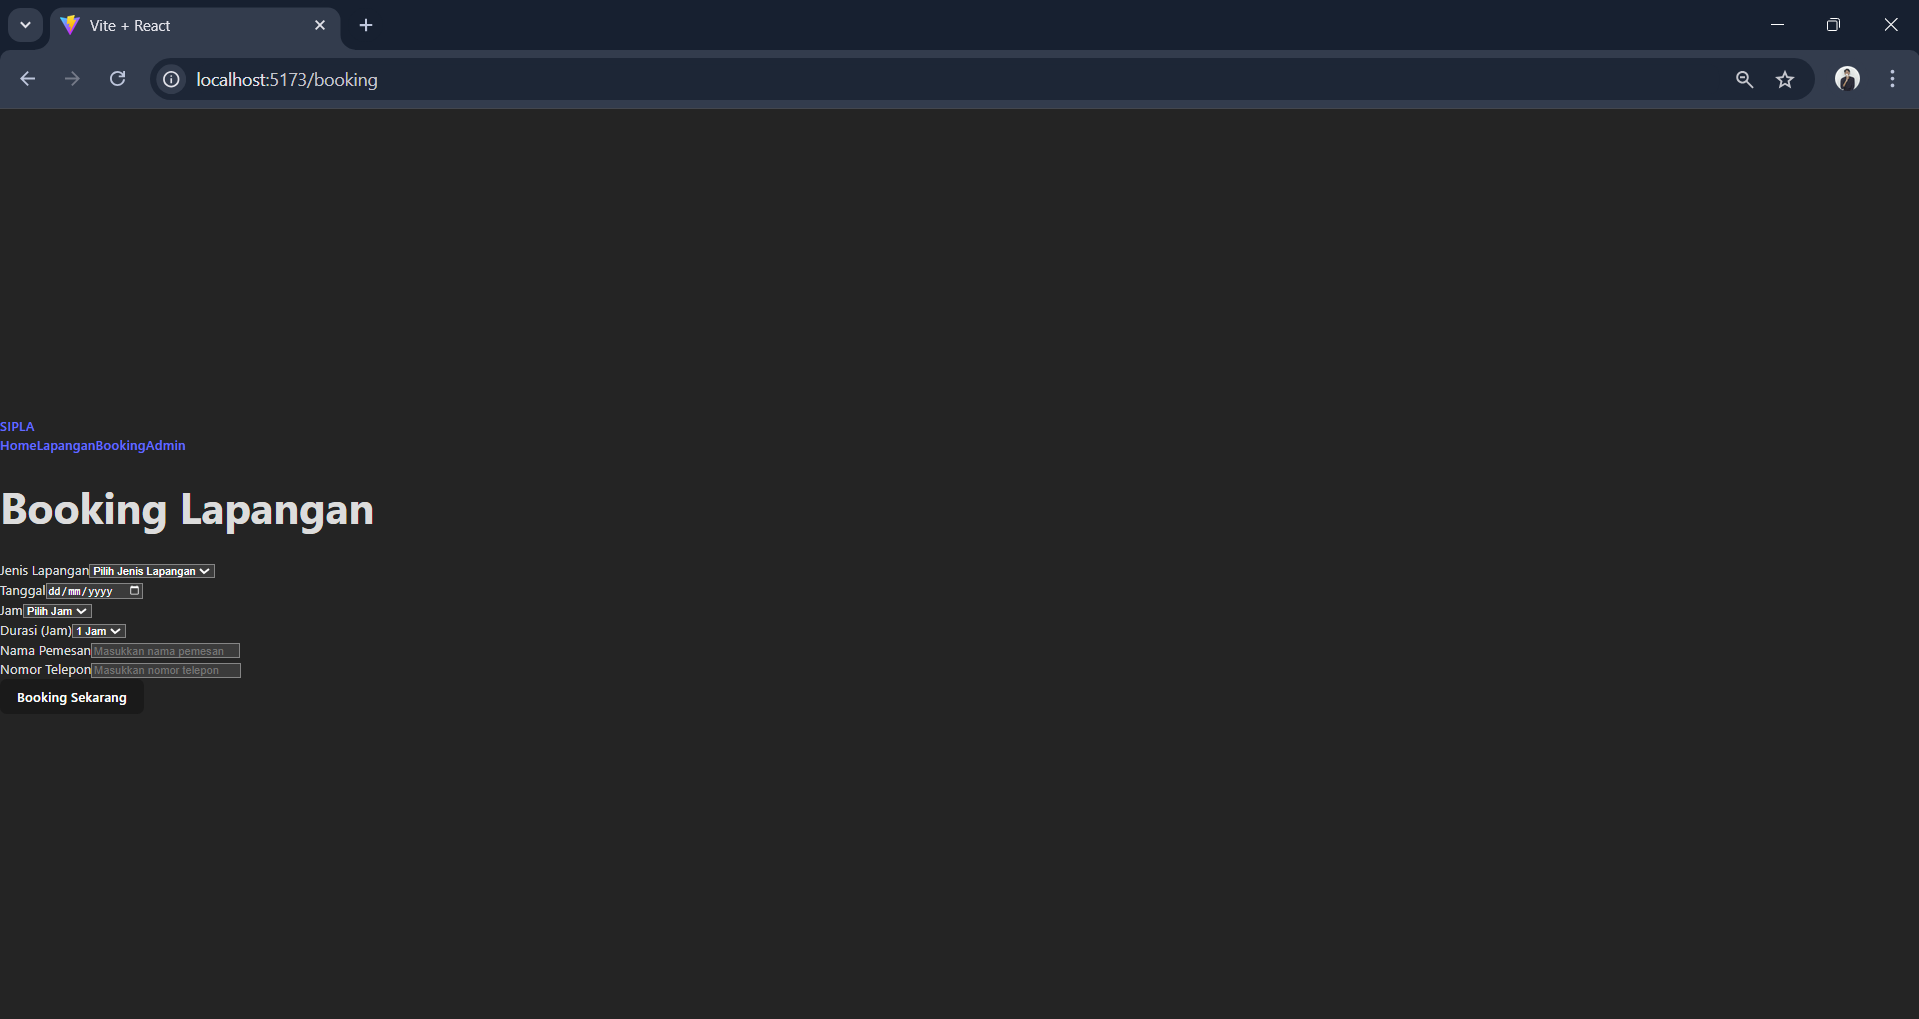 Vite + React
localhost:5173/booking
SIPLA
HomeLapanganBookingAdmin
Booking Lapangan
Jenis Lapangan Pilih Jenis Lapangan
Tanggal dd/mm/yyyy
Jam Pilih Jam
Durasi (Jam) 1 Jam
Nama Pemesan Masukkan nama pemesan
Nomor Telepon Masukkan nomor telepon
Booking Sekarang